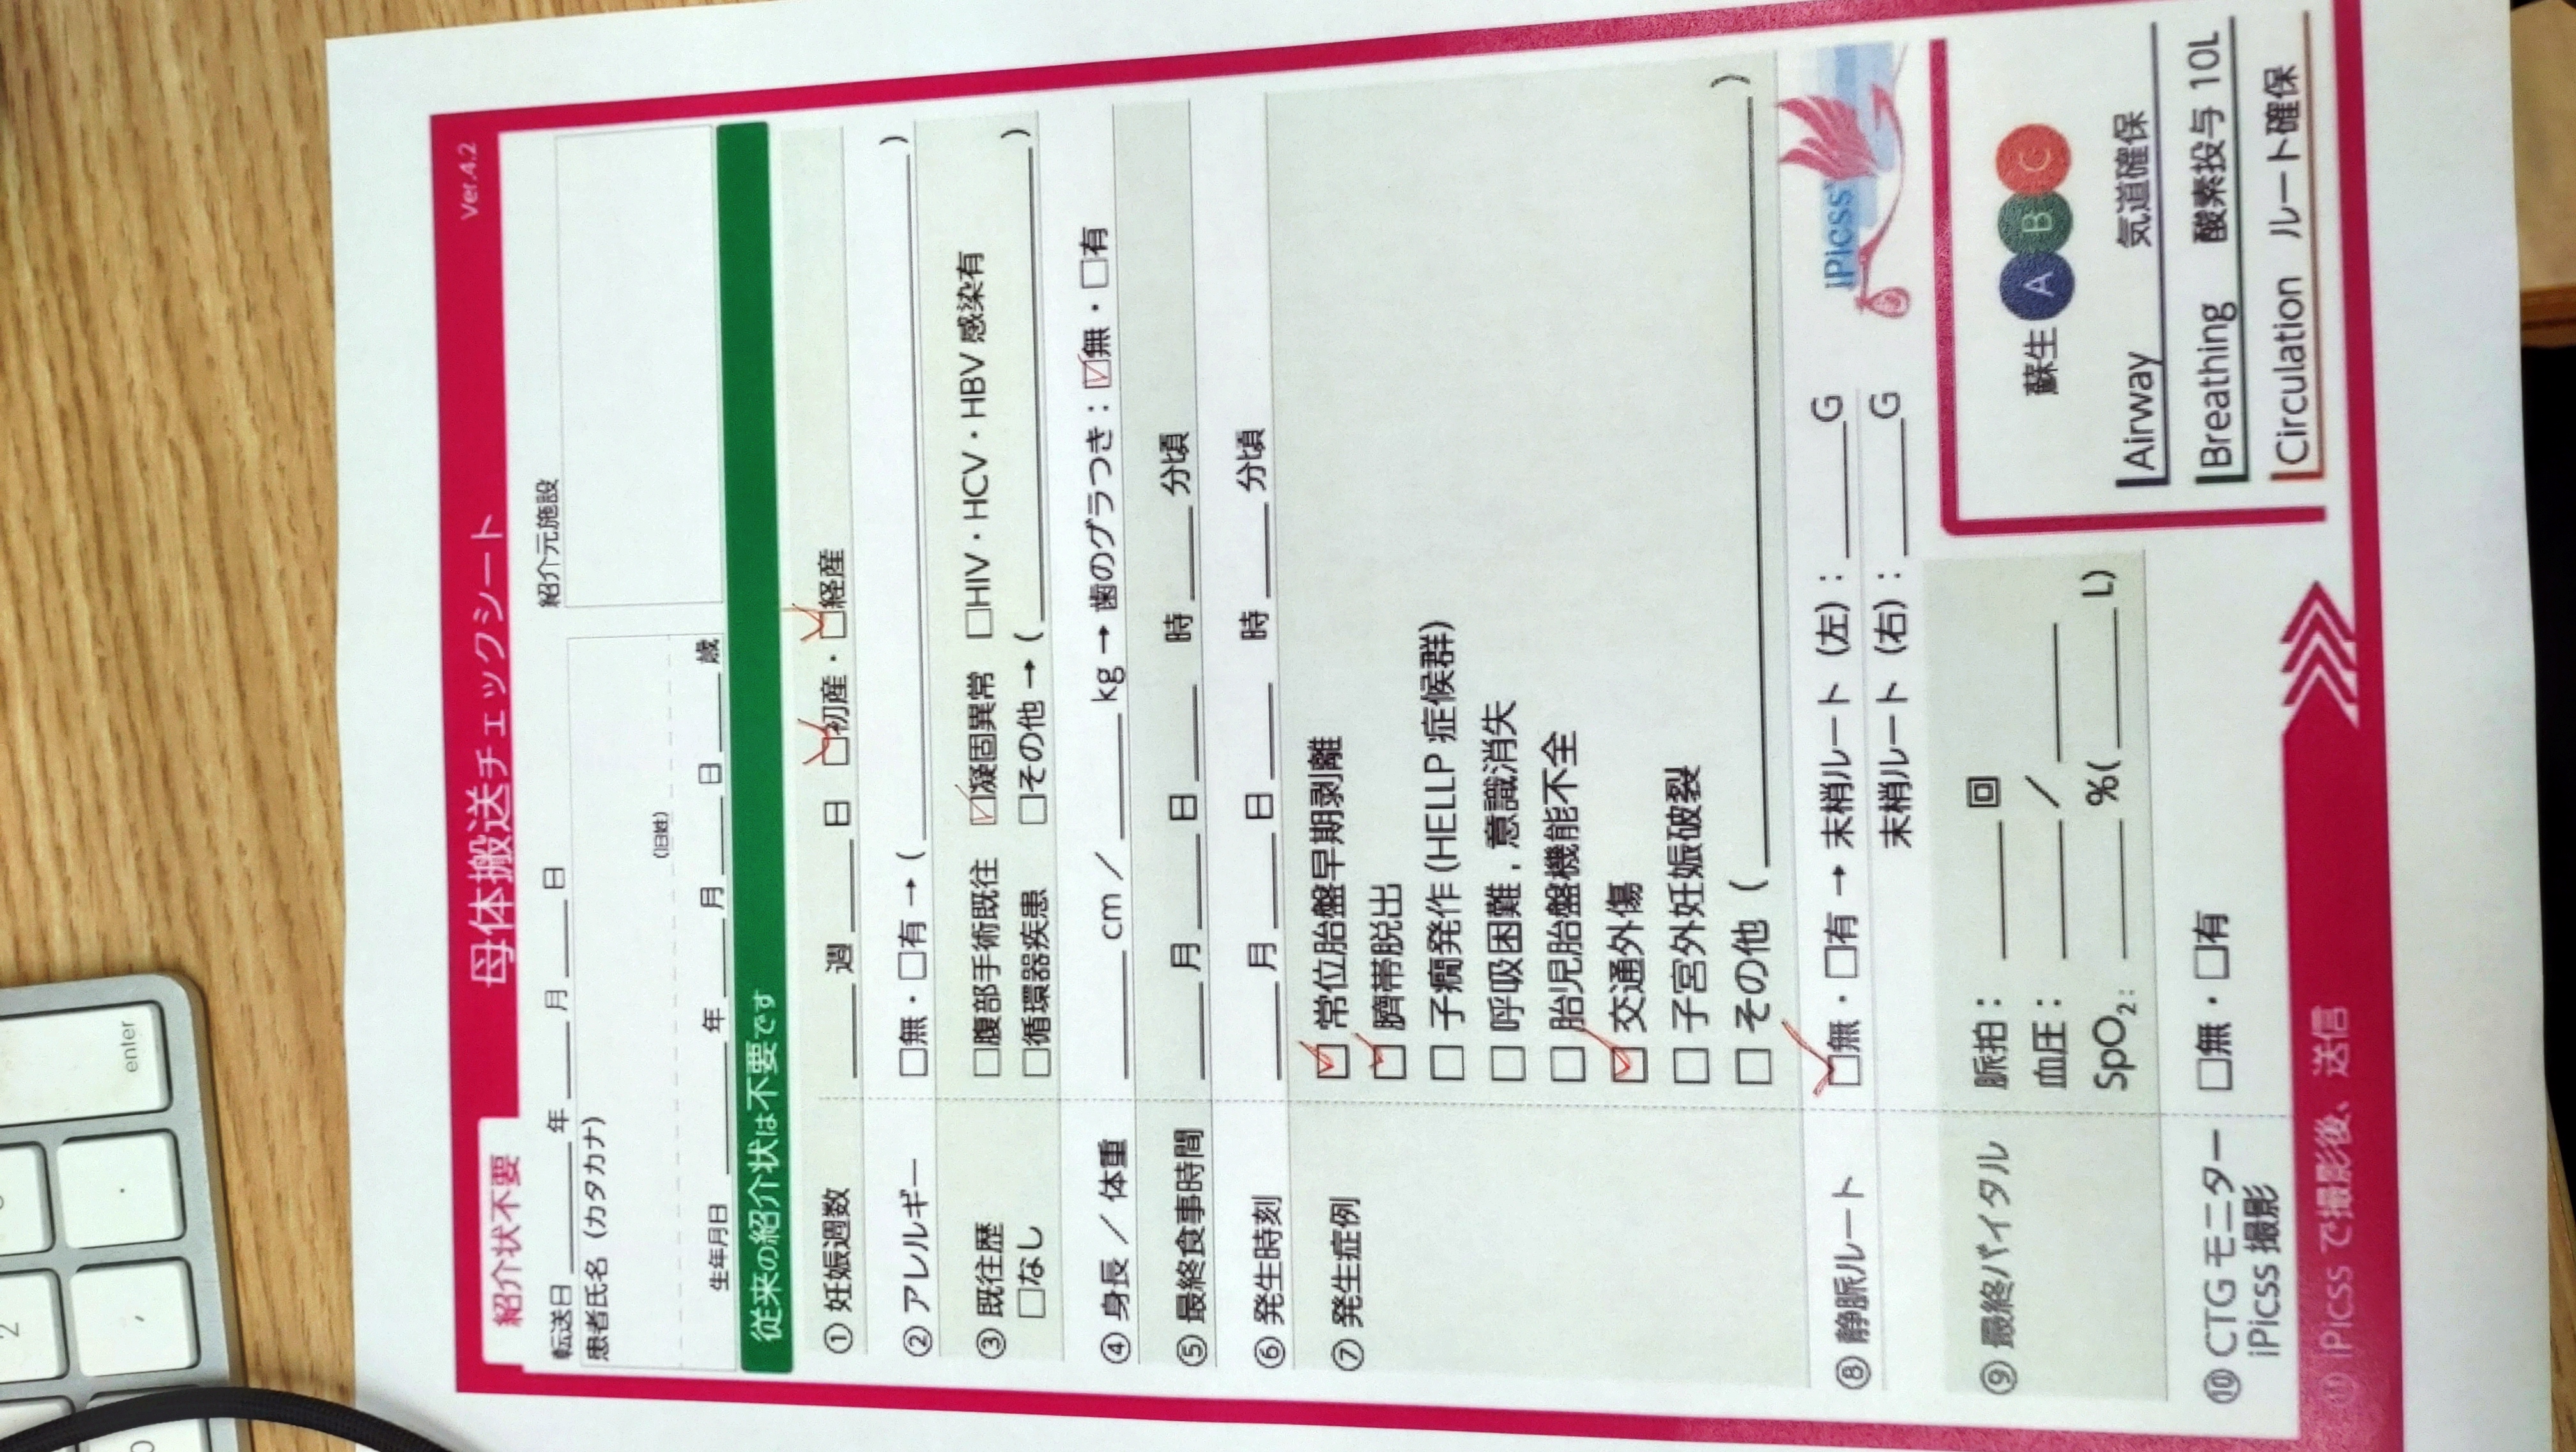 2
0
,
.
enter
紹介状不要
母体搬送チェックシート
Ver.4.2
転送日 ______ 年 ____ 月 ____ 日
紹介元施設
患者氏名（カタカナ）
（旧姓）
生年月日 ______ 年 ____ 月 ____ 日 ____ 歳
従来の紹介状は不要です
① 妊娠週数 ____ 週 ____ 日 ☑初産・☑経産
② アレルギー □無・□有→（______）
③ 既往歴 □腹部手術既往 ☑凝固異常 □HIV・HCV・HBV 感染有
□なし □循環器疾患 □その他→（______）
④ 身長 ／ 体重 ____ cm ／ ____ kg→歯のグラつき：☑無・□有
⑤ 最終食事時間 ____ 月 ____ 日 ____ 時 ____ 分頃
⑥ 発生時刻 ____ 月 ____ 日 ____ 時 ____ 分頃
⑦ 発生症例 ☑ 常位胎盤早期剥離
☑ 臍帯脱出
□ 子癇発作(HELLP 症候群)
□ 呼吸困難，意識消失
□ 胎児胎盤機能不全
☑ 交通外傷
□ 子宮外妊娠破裂
□ その他（______）
⑧ 静脈ルート ☑無・□有 → 末梢ルート（左）：____G
末梢ルート（右）：____G
iPicss
⑨ 最終バイタル 脈拍： ____ 回
血圧： ____ ／ ____
SpO₂: ____ %( ____ L)
⑩ CTG モニター □無・□有
iPicss 撮影
蘇生 A B C
Airway 気道確保
Breathing 酸素投与 10L
Circulation ルート確保
⑪ iPicss で撮影後、送信